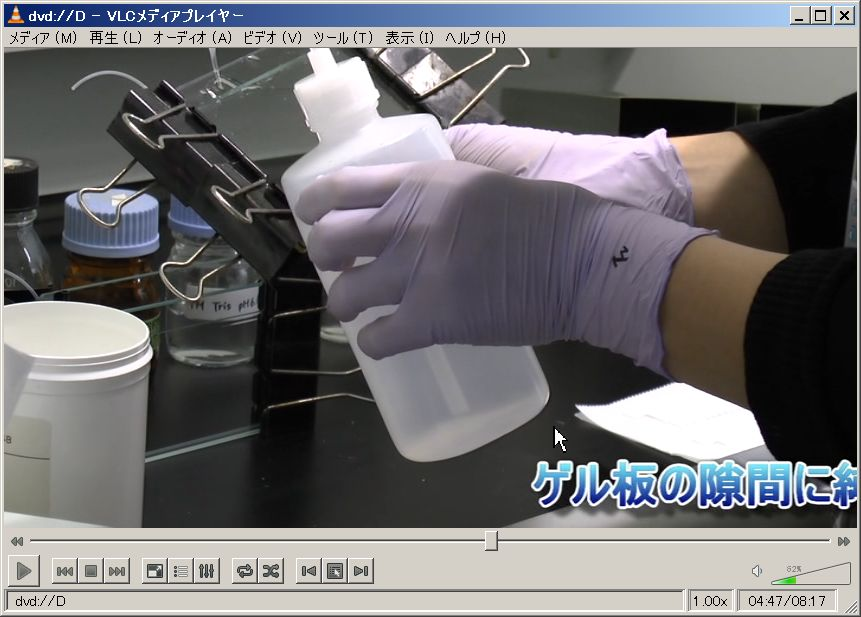 dvd://D - VLCメディアプレイヤー
メディア(M) 再生(L) オーディオ(A) ビデオ(V) ツール(T) 表示(I) ヘルプ(H)
Tris pH6
-B
ゲル板の隙間に
82%
dvd://D
1.00x
04:47/08:17